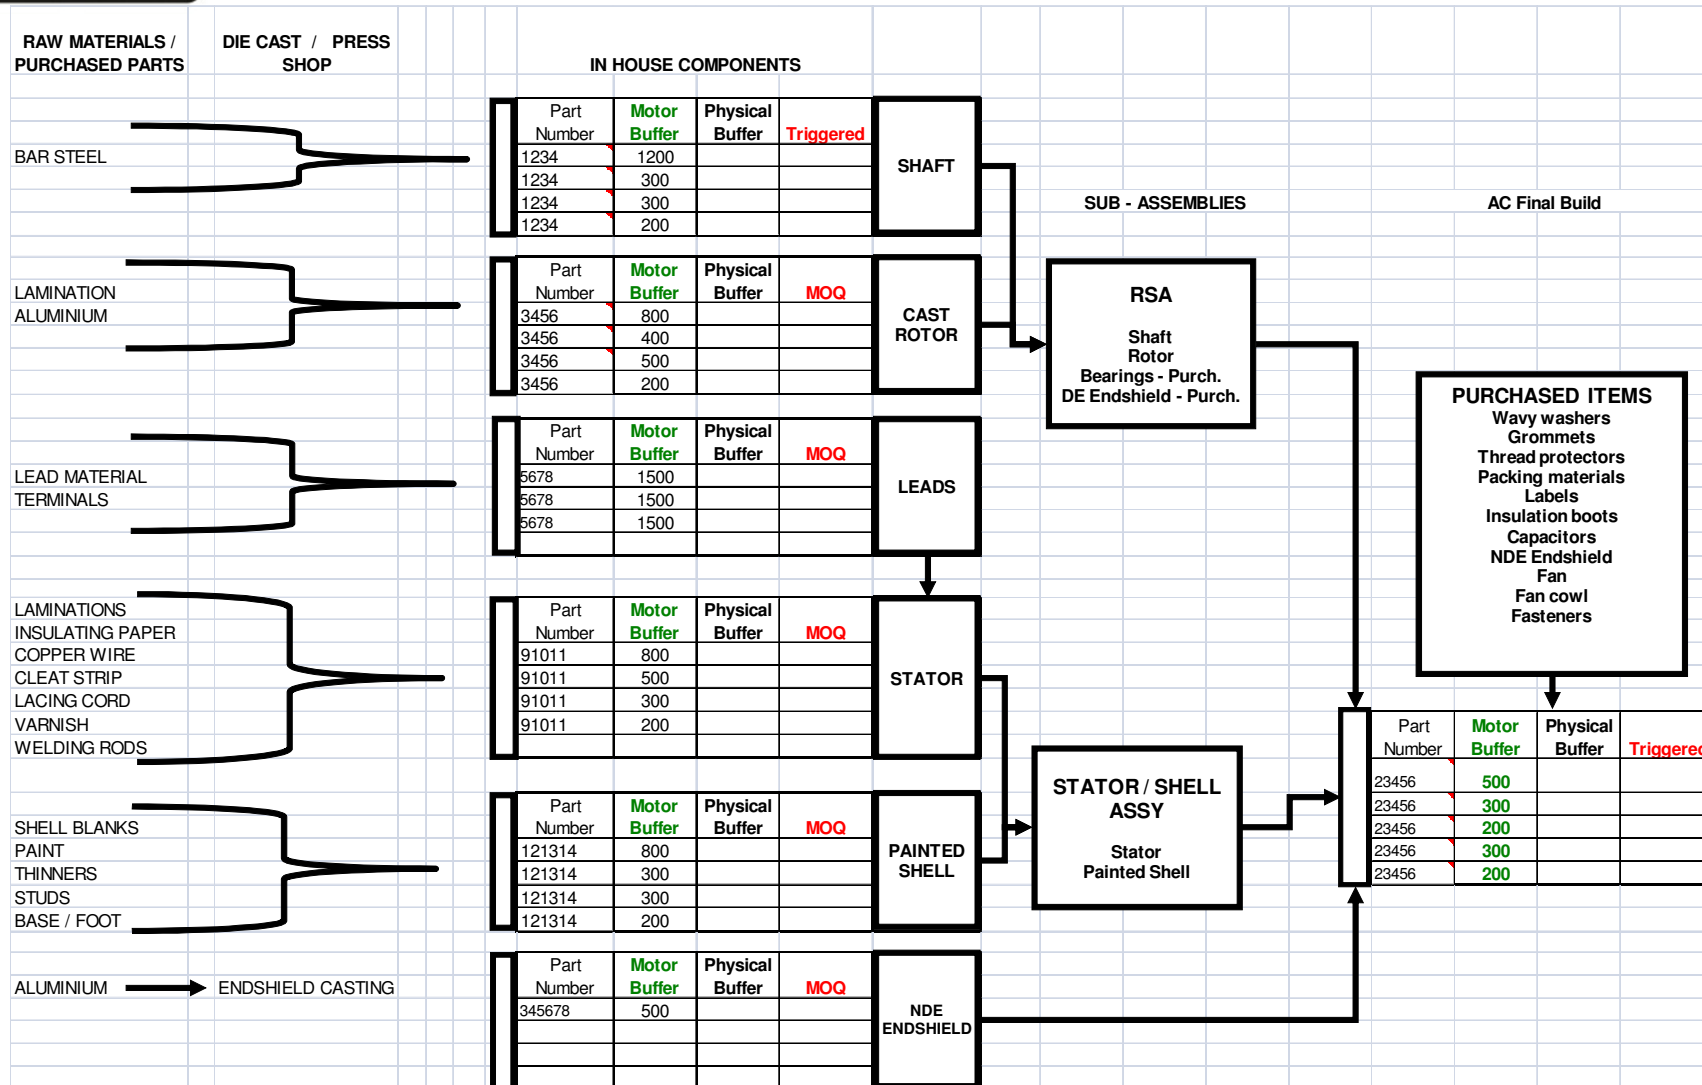 RAW MATERIALS /
PURCHASED PARTS
DIE CAST / PRESS
SHOP
IN HOUSE COMPONENTS
SUB - ASSEMBLIES
AC Final Build
BAR STEEL
Part Number Motor Buffer Physical Buffer Triggered
1234 1200
1234 300
1234 300
1234 200
SHAFT
LAMINATION
ALUMINIUM
Part Number Motor Buffer Physical Buffer MOQ
3456 800
3456 400
3456 500
3456 200
CAST
ROTOR
RSA
Shaft
Rotor
Bearings - Purch.
DE Endshield - Purch.
LEAD MATERIAL
TERMINALS
Part Number Motor Buffer Physical Buffer MOQ
5678 1500
5678 1500
5678 1500
LEADS
PURCHASED ITEMS
Wavy washers
Grommets
Thread protectors
Packing materials
Labels
Insulation boots
Capacitors
NDE Endshield
Fan
Fan cowl
Fasteners
LAMINATIONS
INSULATING PAPER
COPPER WIRE
CLEAT STRIP
LACING CORD
VARNISH
WELDING RODS
Part Number Motor Buffer Physical Buffer MOQ
91011 800
91011 500
91011 300
91011 200
STATOR
Part Number Motor Buffer Physical Buffer Triggered
23456 500
23456 300
23456 200
23456 300
23456 200
SHELL BLANKS
PAINT
THINNERS
STUDS
BASE / FOOT
Part Number Motor Buffer Physical Buffer MOQ
121314 800
121314 300
121314 300
121314 200
PAINTED
SHELL
STATOR / SHELL
ASSY
Stator
Painted Shell
ALUMINIUM
ENDSHIELD CASTING
Part Number Motor Buffer Physical Buffer MOQ
345678 500
NDE
ENDSHIELD